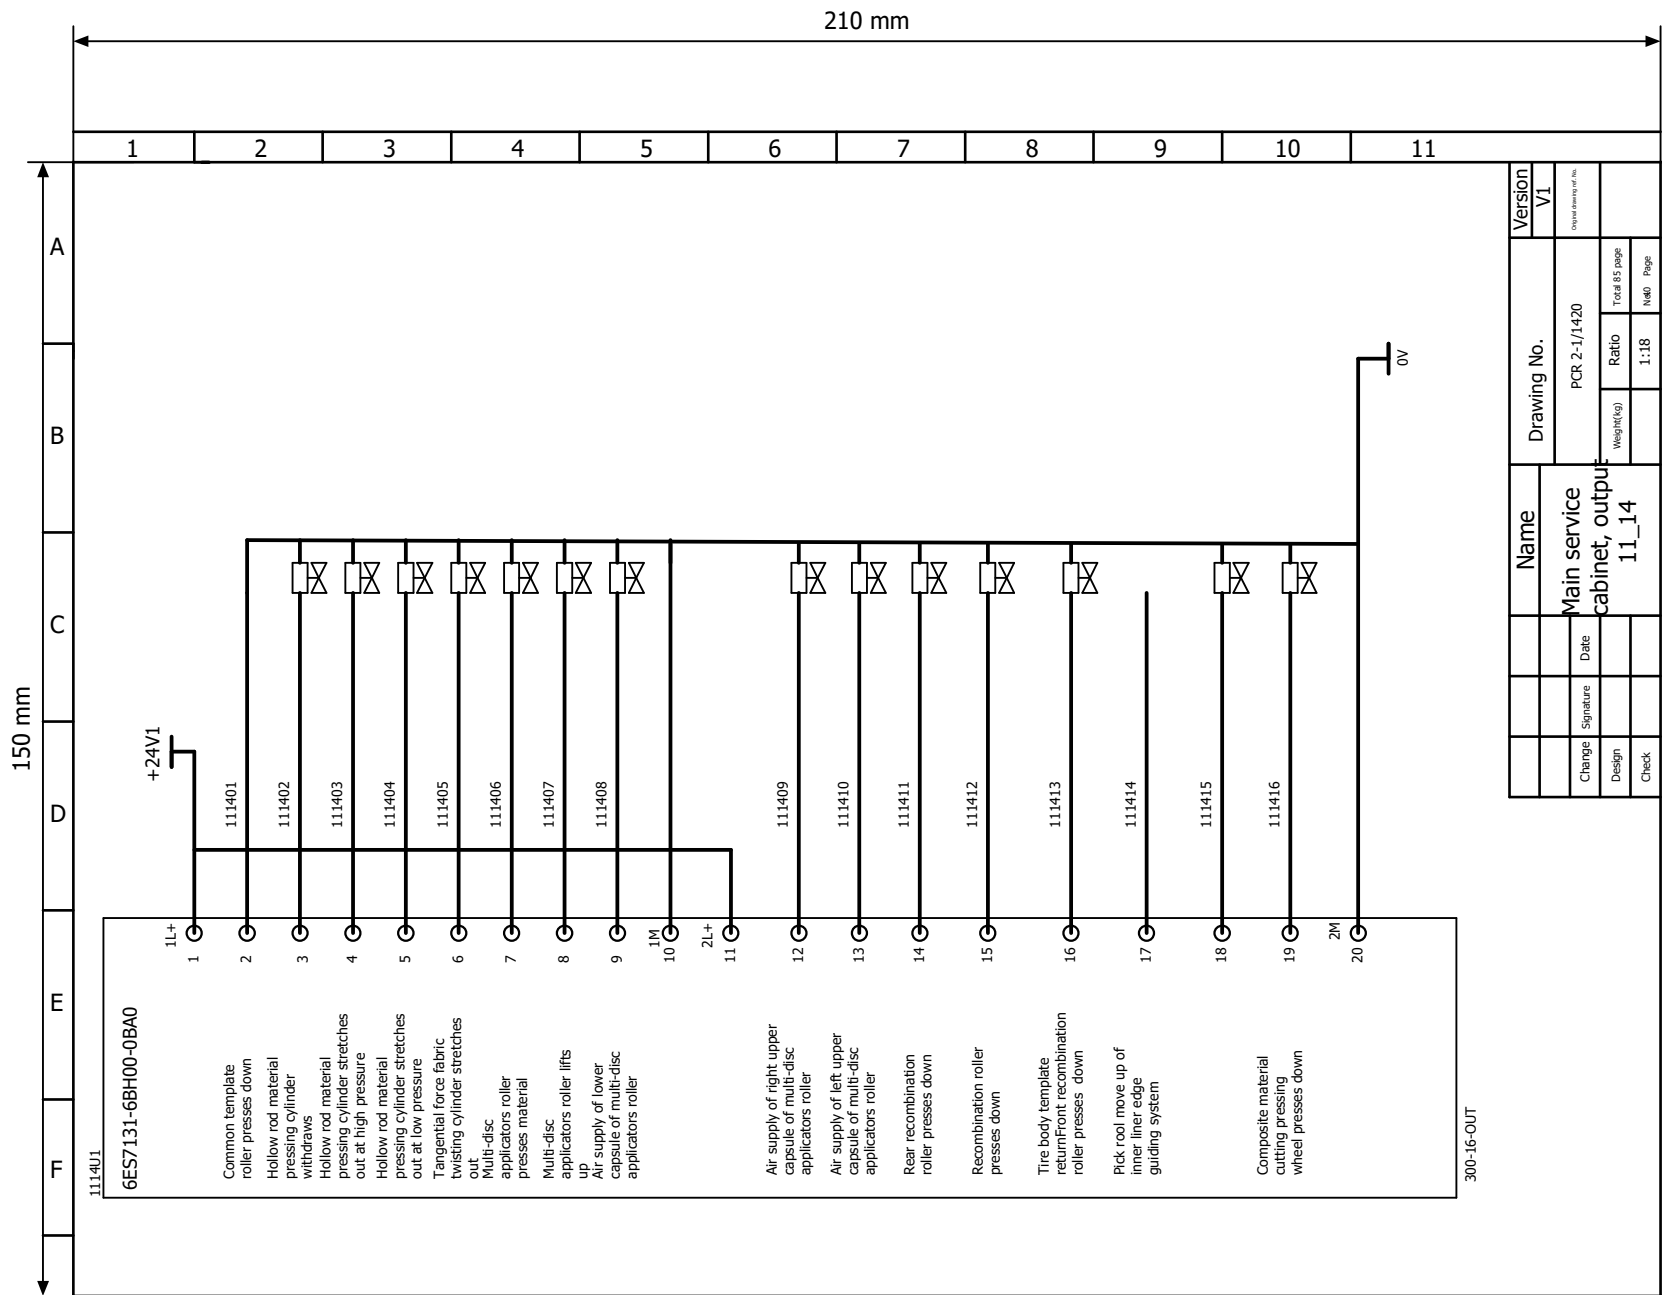 210 mm
1 2 3 4 5 6 7 8 9 10 11
150 mm
A
B
C
D
E
F
Version
V1
Original drawing ref. No.
Drawing No.
PCR 2-1/1420
Total 85 page
Page
Ratio
1:18
Weight(kg)
Name
Main service
cabinet, output
11_14
Date
Signature
Change
Design
Check
0V
+24V1
111401
111402
111403
111404
111405
111406
111407
111408
111409
111410
111411
111412
111413
111414
111415
111416
1L+
1M
2L+
2M
1 2 3 4 5 6 7 8 9 10 11 12 13 14 15 16 17 18 19 20
1114U1
6ES7131-6BH00-0BA0
Common template
roller presses down
Hollow rod material
pressing cylinder
withdraws
Hollow rod material
pressing cylinder stretches
out at high pressure
Hollow rod material
pressing cylinder stretches
out at low pressure
Tangential force fabric
twisting cylinder stretches
out
Multi-disc
applicators roller
presses material
Multi-disc
applicators roller lifts
up
Air supply of lower
capsule of multi-disc
applicators roller
Air supply of right upper
capsule of multi-disc
applicators roller
Air supply of left upper
capsule of multi-disc
applicators roller
Rear recombination
roller presses down
Recombination roller
presses down
Tire body template
returnFront recombination
roller presses down
Pick rool move up of
inner liner edge
guiding system
Composite material
cutting pressing
wheel presses down
300-16-OUT